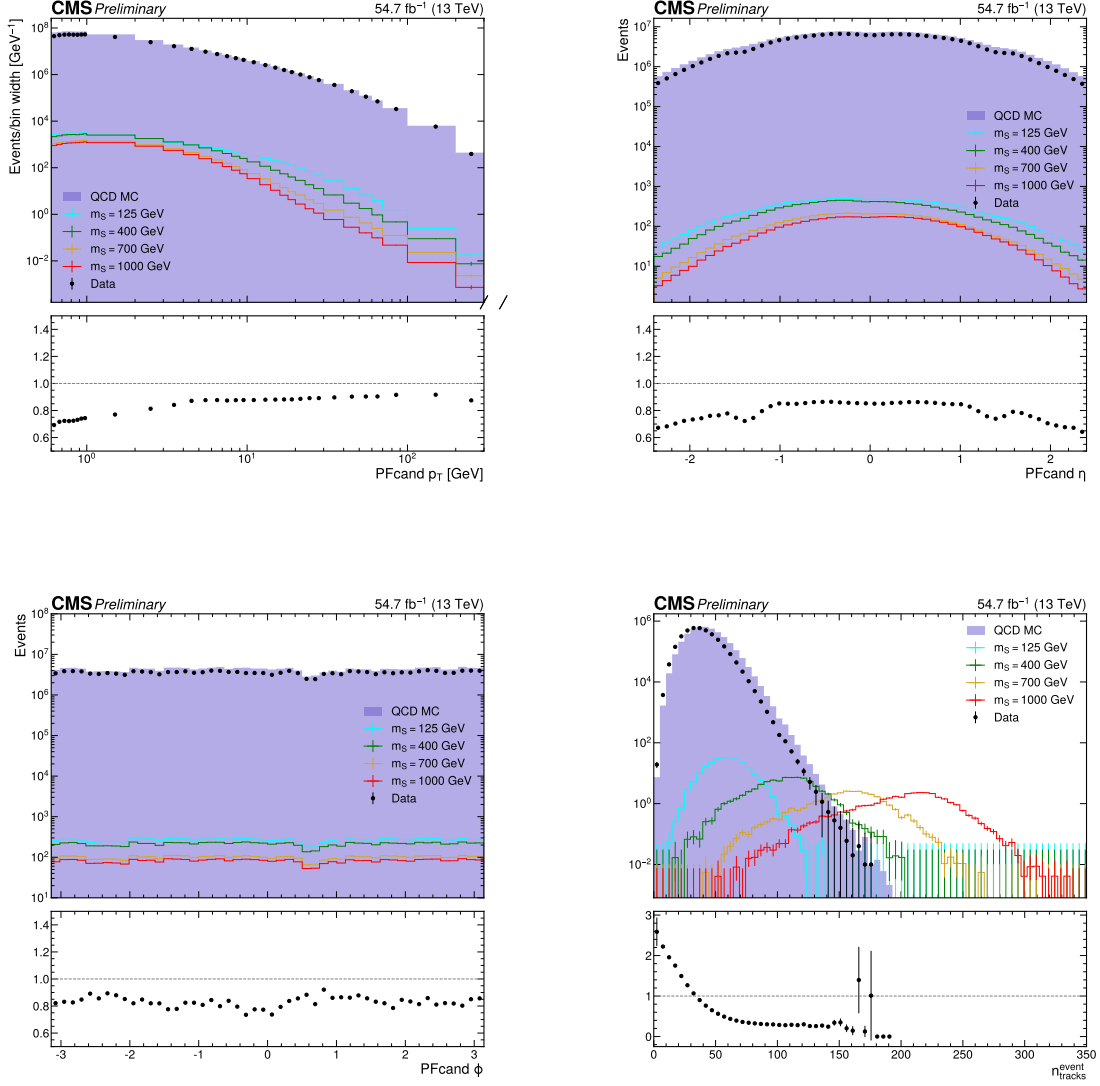 CMS Preliminary 54.7 fb⁻¹ (13 TeV)
Events/bin width [GeV⁻¹]
10⁸
10⁶
10⁴
10²
10⁰
10⁻²
QCD MC
m_S = 125 GeV
m_S = 400 GeV
m_S = 700 GeV
m_S = 1000 GeV
Data
1.4
1.2
1.0
0.8
0.6
10⁰ 10¹ 10²
PFcand p_T [GeV]
CMS Preliminary 54.7 fb⁻¹ (13 TeV)
Events
10⁷
10⁶
10⁵
10⁴
10³
10²
10¹
QCD MC
m_S = 125 GeV
m_S = 400 GeV
m_S = 700 GeV
m_S = 1000 GeV
Data
1.4
1.2
1.0
0.8
0.6
-2 -1 0 1 2
PFcand η
CMS Preliminary 54.7 fb⁻¹ (13 TeV)
Events
10⁸
10⁷
10⁶
10⁵
10⁴
10³
10²
10¹
QCD MC
m_S = 125 GeV
m_S = 400 GeV
m_S = 700 GeV
m_S = 1000 GeV
Data
1.4
1.2
1.0
0.8
0.6
-3 -2 -1 0 1 2 3
PFcand ϕ
CMS Preliminary 54.7 fb⁻¹ (13 TeV)
10⁶
10⁴
10²
10⁰
10⁻²
QCD MC
m_S = 125 GeV
m_S = 400 GeV
m_S = 700 GeV
m_S = 1000 GeV
Data
3
2
1
0
0 50 100 150 200 250 300 350
n_tracks^event